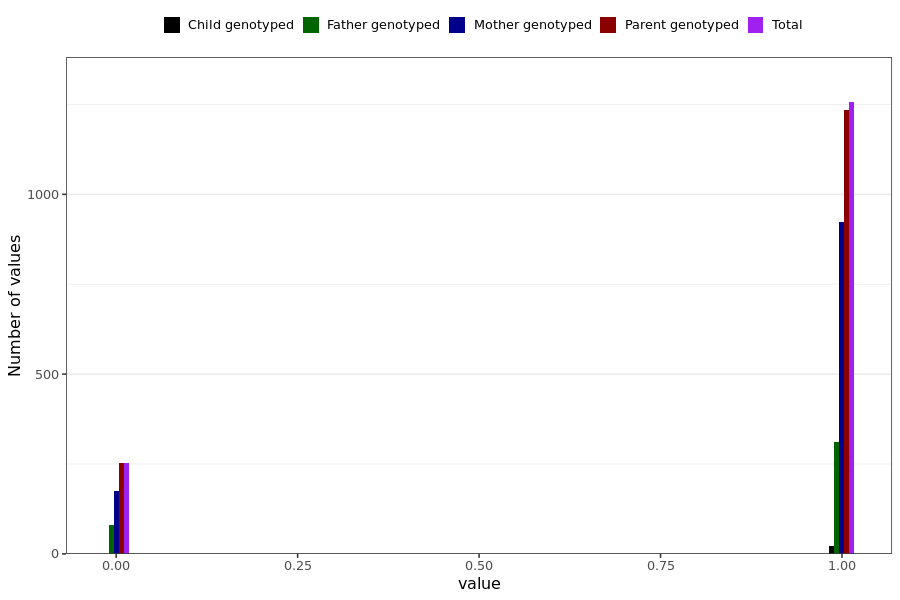 Child genotyped Father genotyped Mother genotyped Parent genotyped Total
Number of values
1000
500
0
0.00 0.25 0.50 0.75 1.00
value